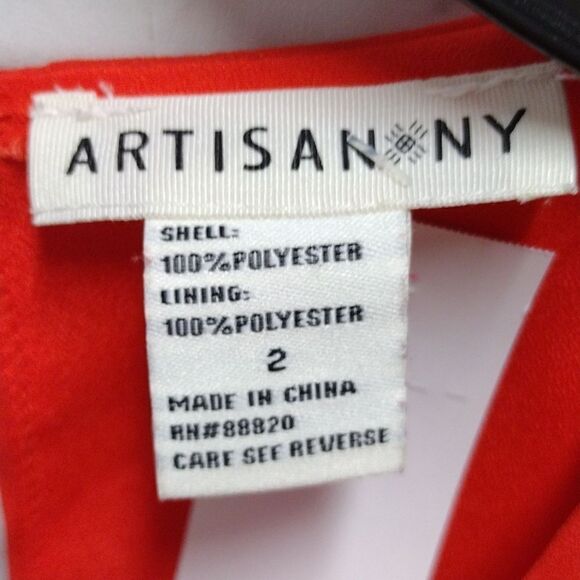 ARTISAN NY
SHELL:
100%POLYESTER
LINING:
100%POLYESTER
2
MADE IN CHINA
RN#88820
CARE SEE REVERSE